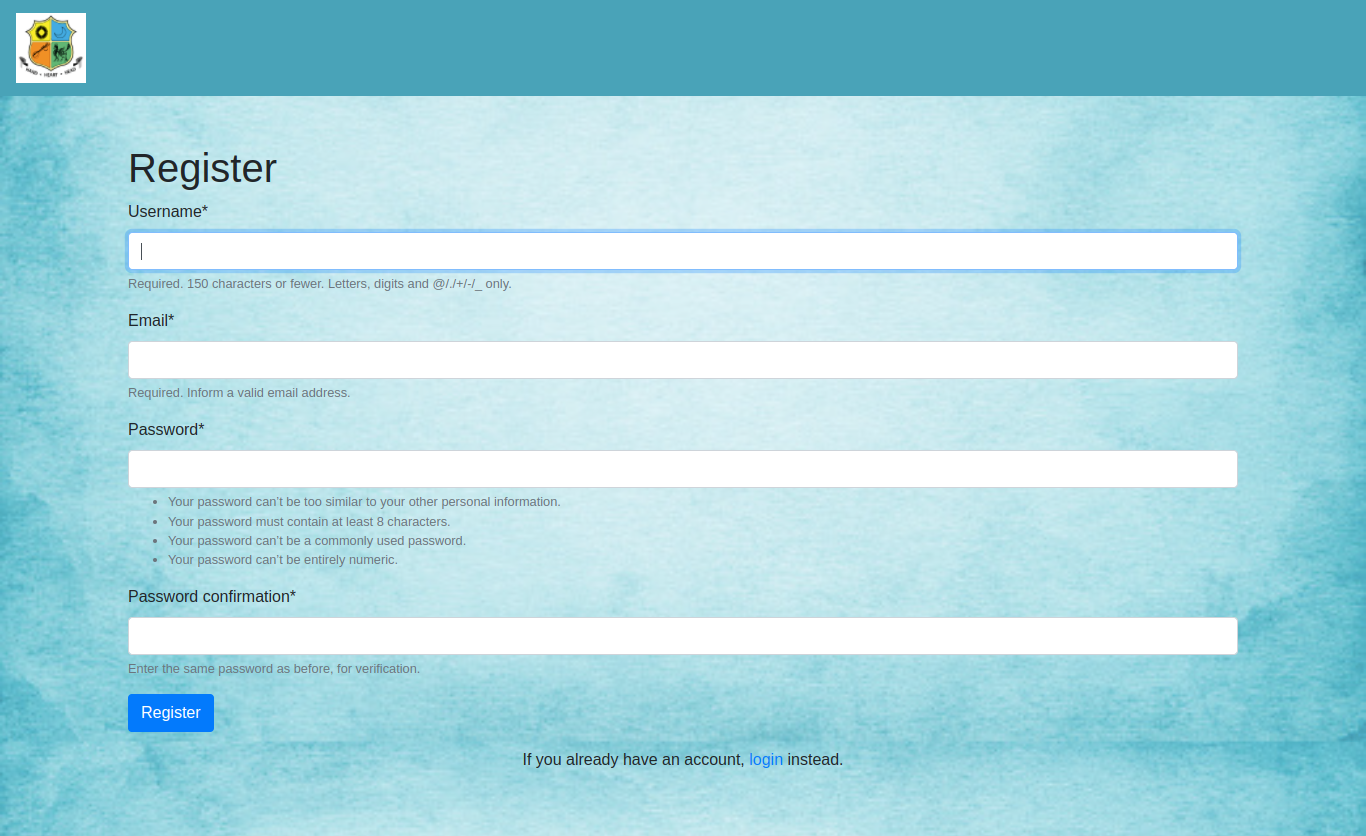 HAND • HEART • HEAD
Register
Username*
Required. 150 characters or fewer. Letters, digits and @/./+/-/_ only.
Email*
Required. Inform a valid email address.
Password*
Your password can’t be too similar to your other personal information.
Your password must contain at least 8 characters.
Your password can’t be a commonly used password.
Your password can’t be entirely numeric.
Password confirmation*
Enter the same password as before, for verification.
Register
If you already have an account, login instead.